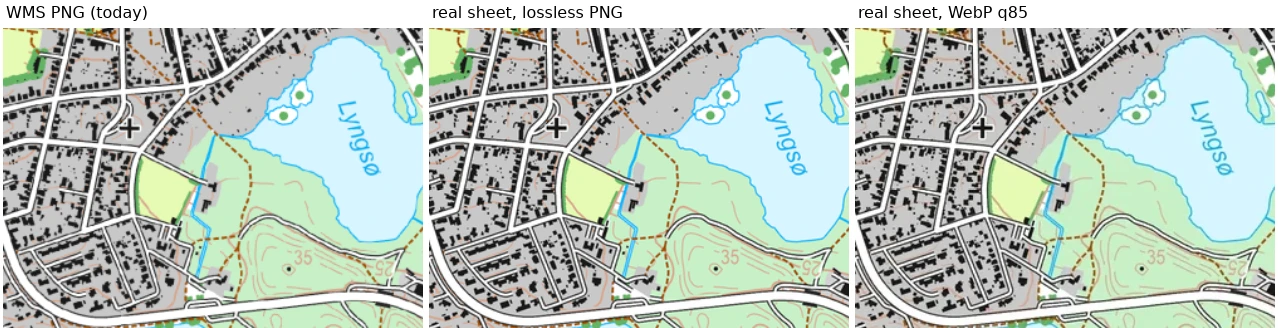 WMS PNG (today)
real sheet, lossless PNG
real sheet, WebP q85
Lyngsø
35
25
Lyngsø
35
25
Lyngsø
35
25